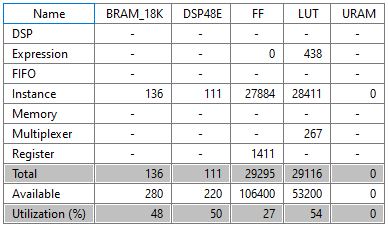 Name BRAM_18K DSP48E FF LUT URAM
DSP - - - - -
Expression - - 0 438 -
FIFO - - - - -
Instance 136 111 27884 28411 0
Memory - - - - -
Multiplexer - - - 267 -
Register - - 1411 - -
Total 136 111 29295 29116 0
Available 280 220 106400 53200 0
Utilization (%) 48 50 27 54 0